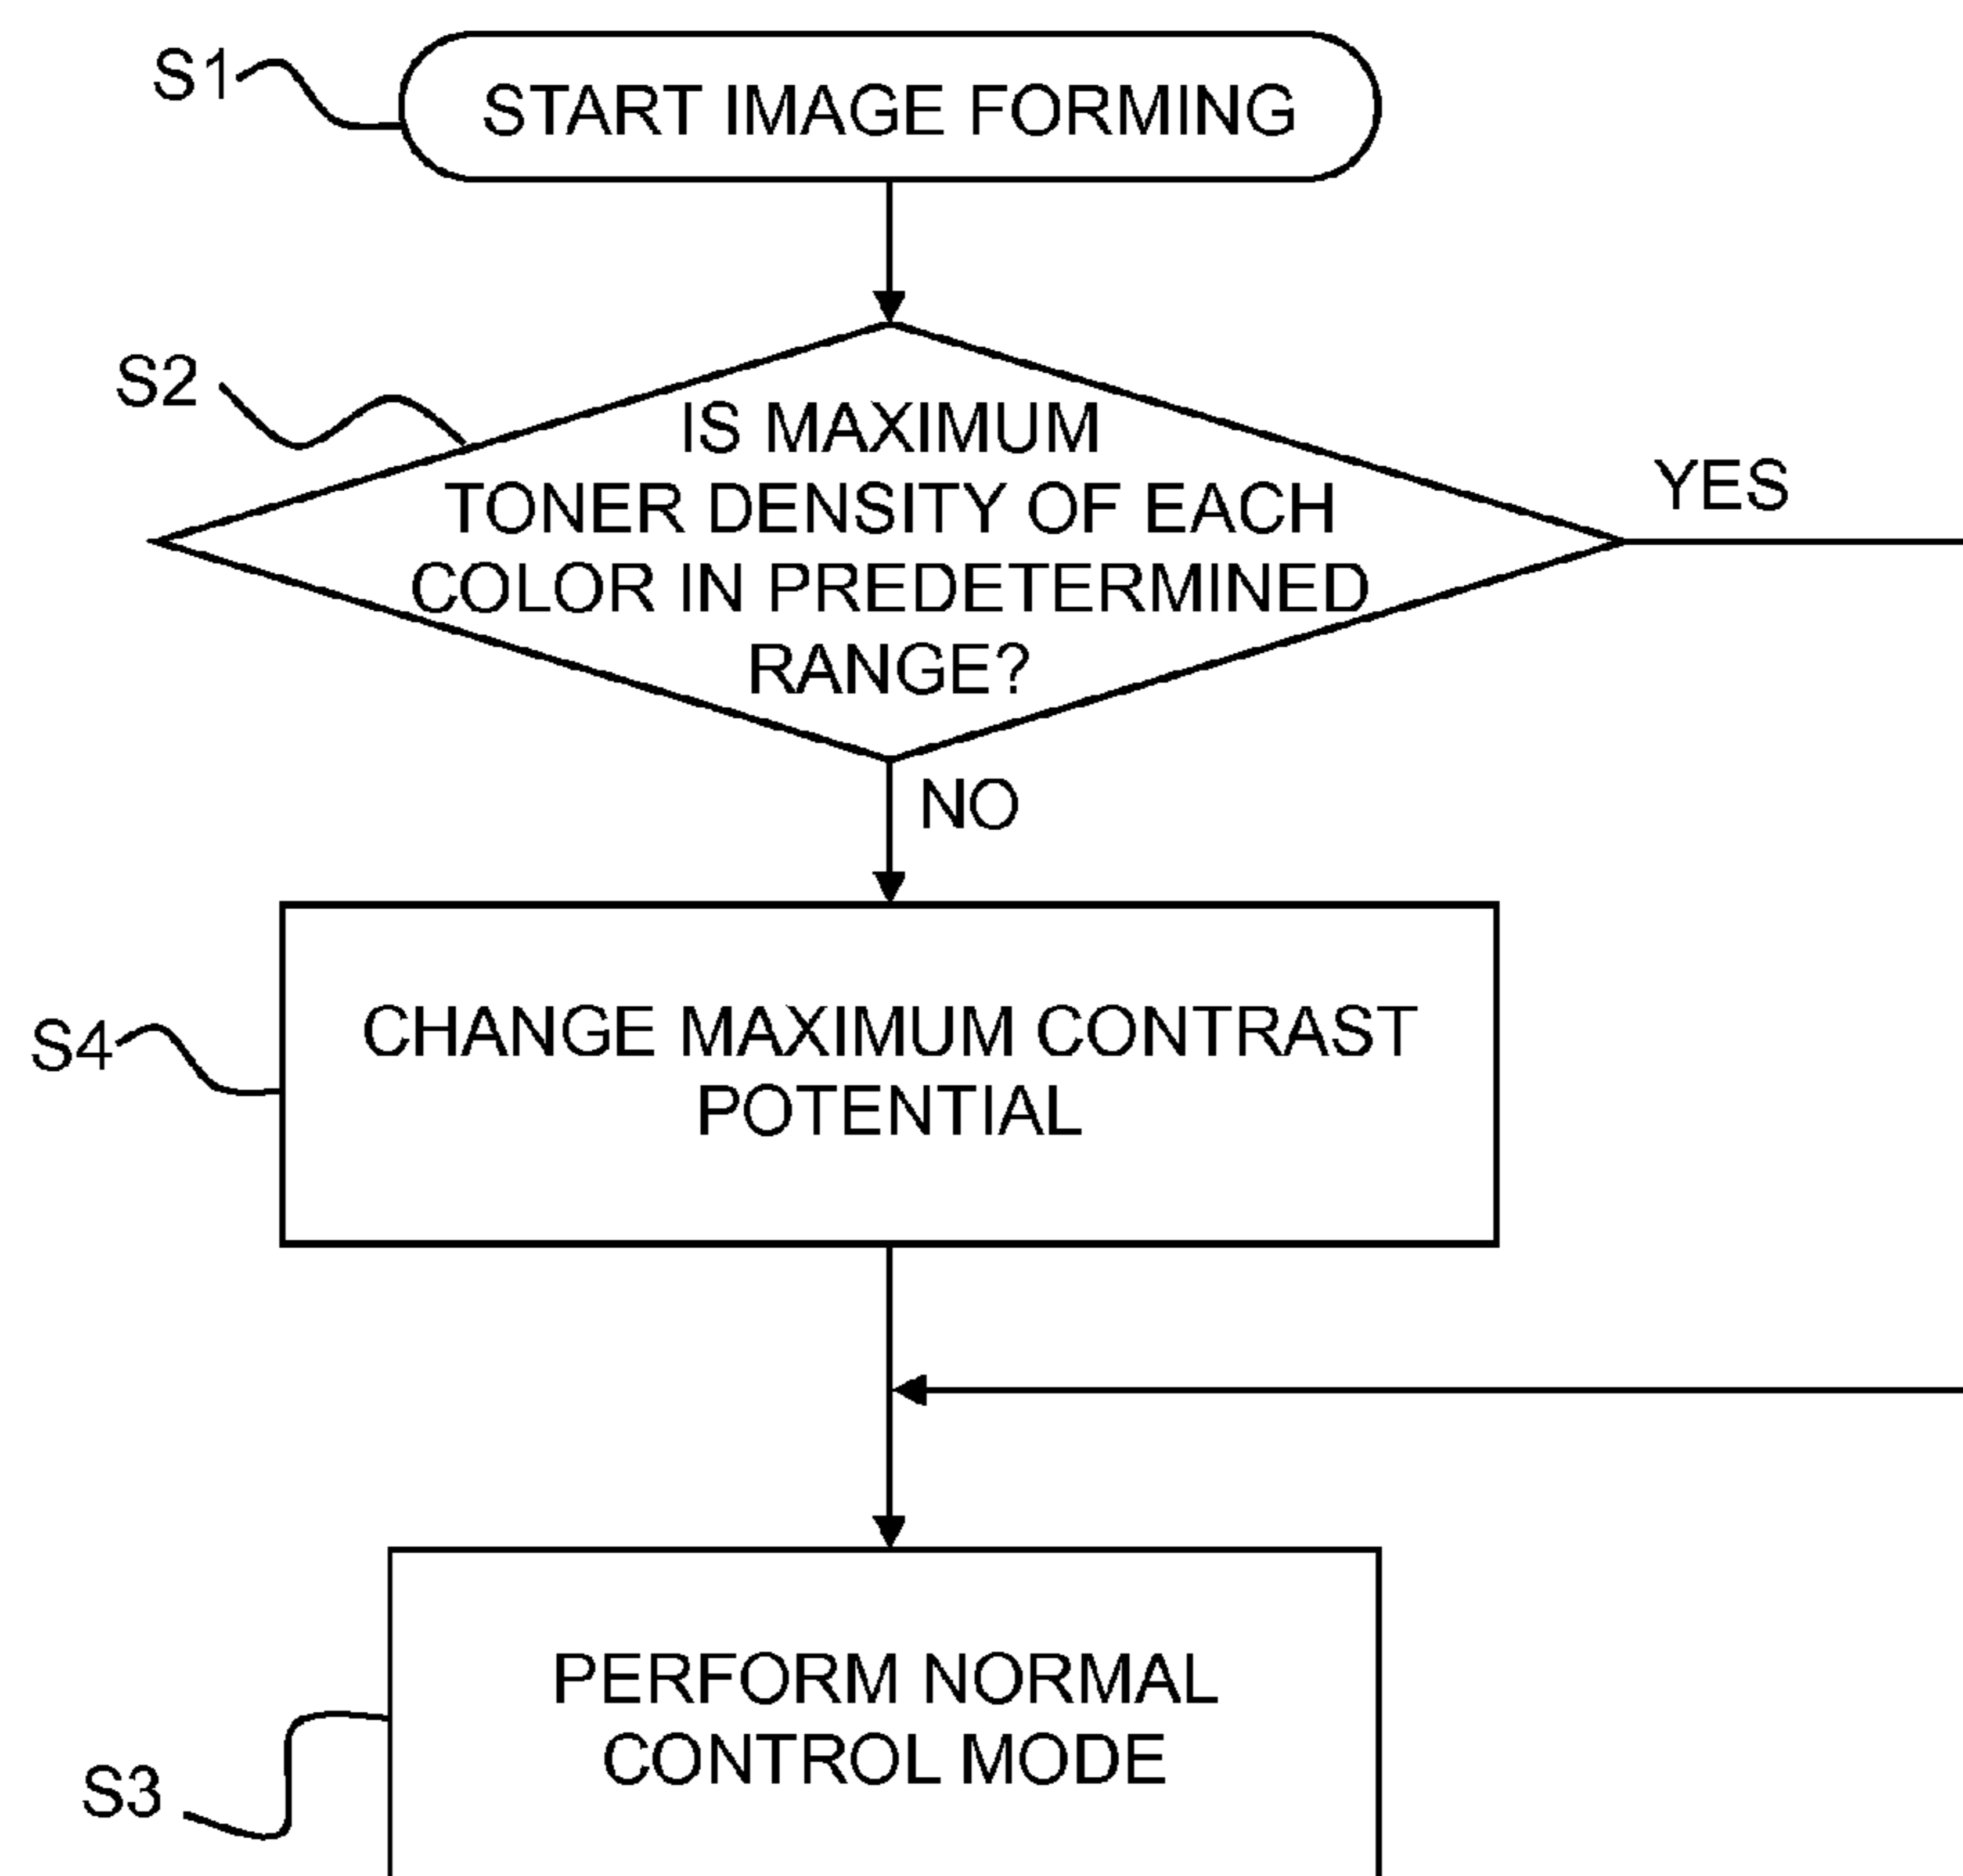 S1
START IMAGE FORMING
S2
IS MAXIMUM
TONER DENSITY OF EACH
COLOR IN PREDETERMINED
RANGE?
YES
NO
S4
CHANGE MAXIMUM CONTRAST
POTENTIAL
S3
PERFORM NORMAL
CONTROL MODE